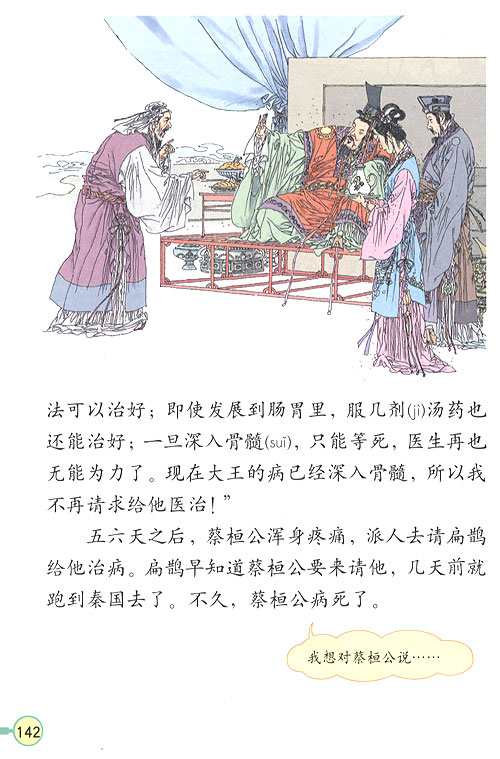 法可以治好；即使发展到肠胃里，服几剂(jì)汤药也
还能治好；一旦深入骨髓(suǐ)，只能等死，医生再也
无能为力了。现在大王的病已经深入骨髓，所以我
不再请求给他医治！”
五六天之后，蔡桓公浑身疼痛，派人去请扁鹊
给他治病。扁鹊早知道蔡桓公要来请他，几天前就
跑到秦国去了。不久，蔡桓公病死了。
我想对蔡桓公说……
142